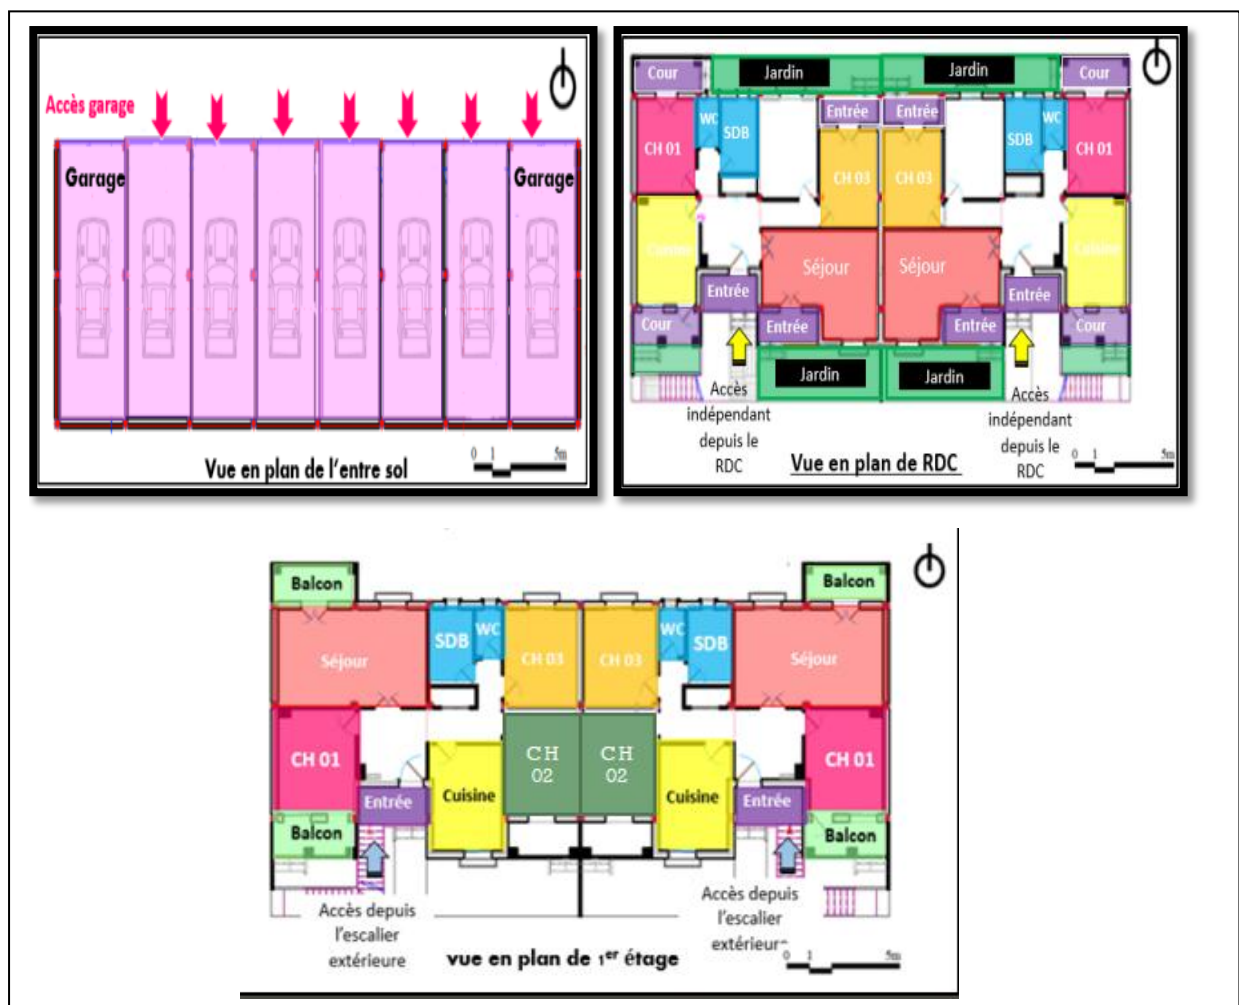 Accès garage
Garage
Garage
0 1 5m
Vue en plan de l'entre sol
Cour
Jardin
Jardin
Cour
CH 01
WC
SDB
Entrée
Entrée
SDB
WC
CH 01
CH 03
CH 03
Cuisine
Séjour
Séjour
Cuisine
Entrée
Entrée
Cour
Entrée
Entrée
Cour
Jardin
Jardin
Accès
indépendant
depuis le
RDC
Accès
indépendant
depuis le
RDC
Vue en plan de RDC
0 1 5m
Balcon
Balcon
Séjour
SDB
WC
CH 03
CH 03
WC
SDB
Séjour
CH 01
CH
02
CH
02
CH 01
Entrée
Cuisine
Cuisine
Entrée
Balcon
Balcon
Accès depuis
l'escalier
extérieure
Accès depuis
l'escalier
extérieure
vue en plan de 1er étage
0 1 5m